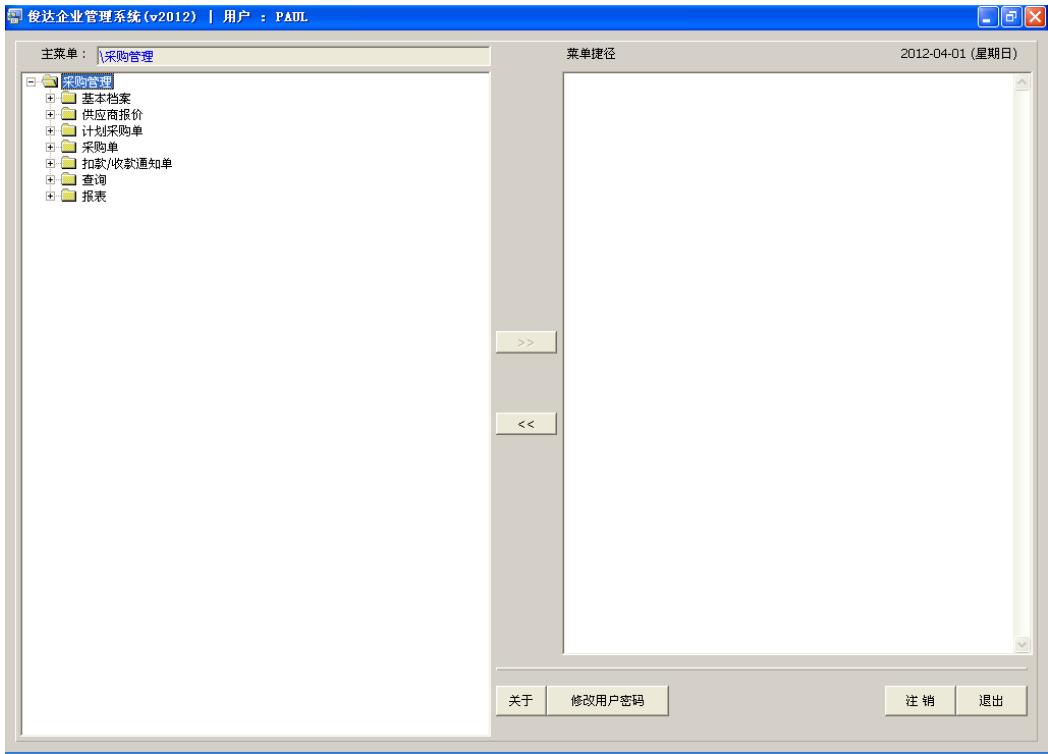 俊达企业管理系统(v2012) | 用户 : PAUL
主菜单： \采购管理 菜单捷径 2012-04-01 (星期日)
采购管理
基本档案
供应商报价
计划采购单
采购单
扣款/收款通知单
查询
报表
>>
<<
关于 修改用户密码 注 销 退出